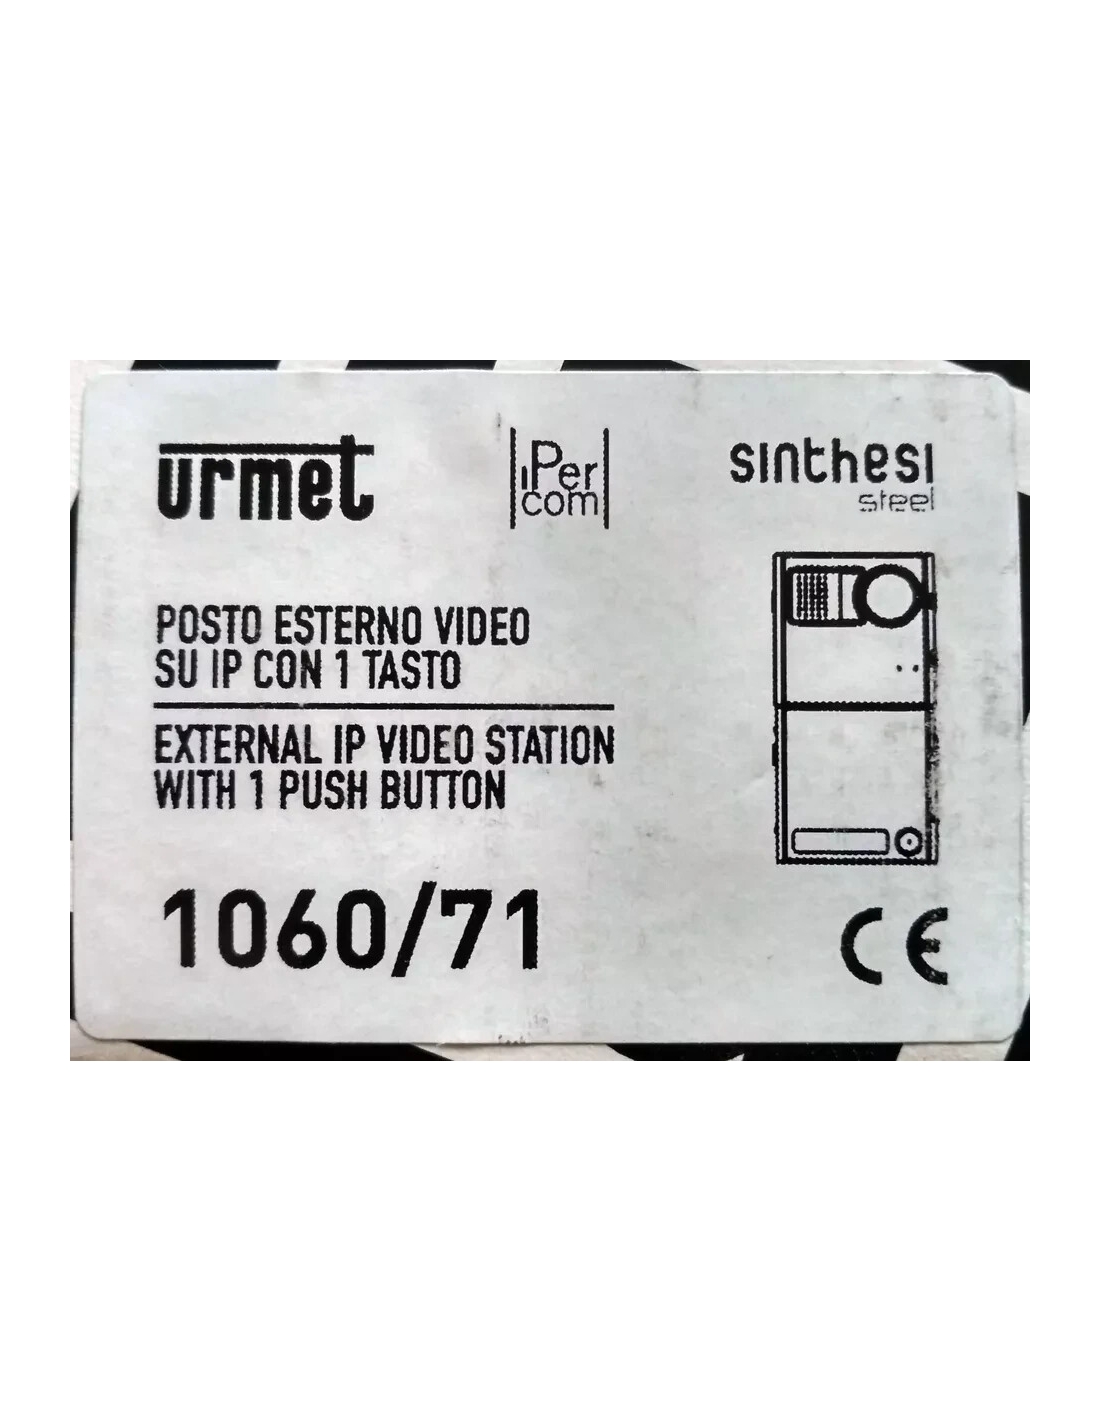 urmet
iPer
com
sinthesi
steel
POSTO ESTERNO VIDEO
SU IP CON 1 TASTO
EXTERNAL IP VIDEO STATION
WITH 1 PUSH BUTTON
1060/71
CE